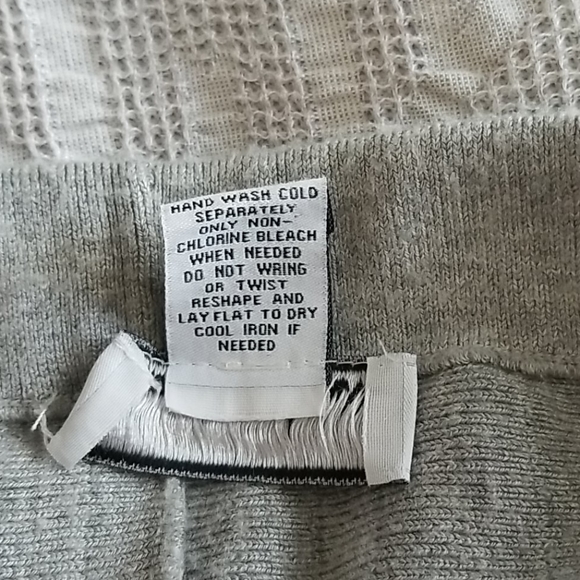 HAND WASH COLD
SEPARATELY
ONLY NON-
CHLORINE BLEACH
WHEN NEEDED
DO NOT WRING
OR TWIST
RESHAPE AND
LAY FLAT TO DRY
COOL IRON IF
NEEDED